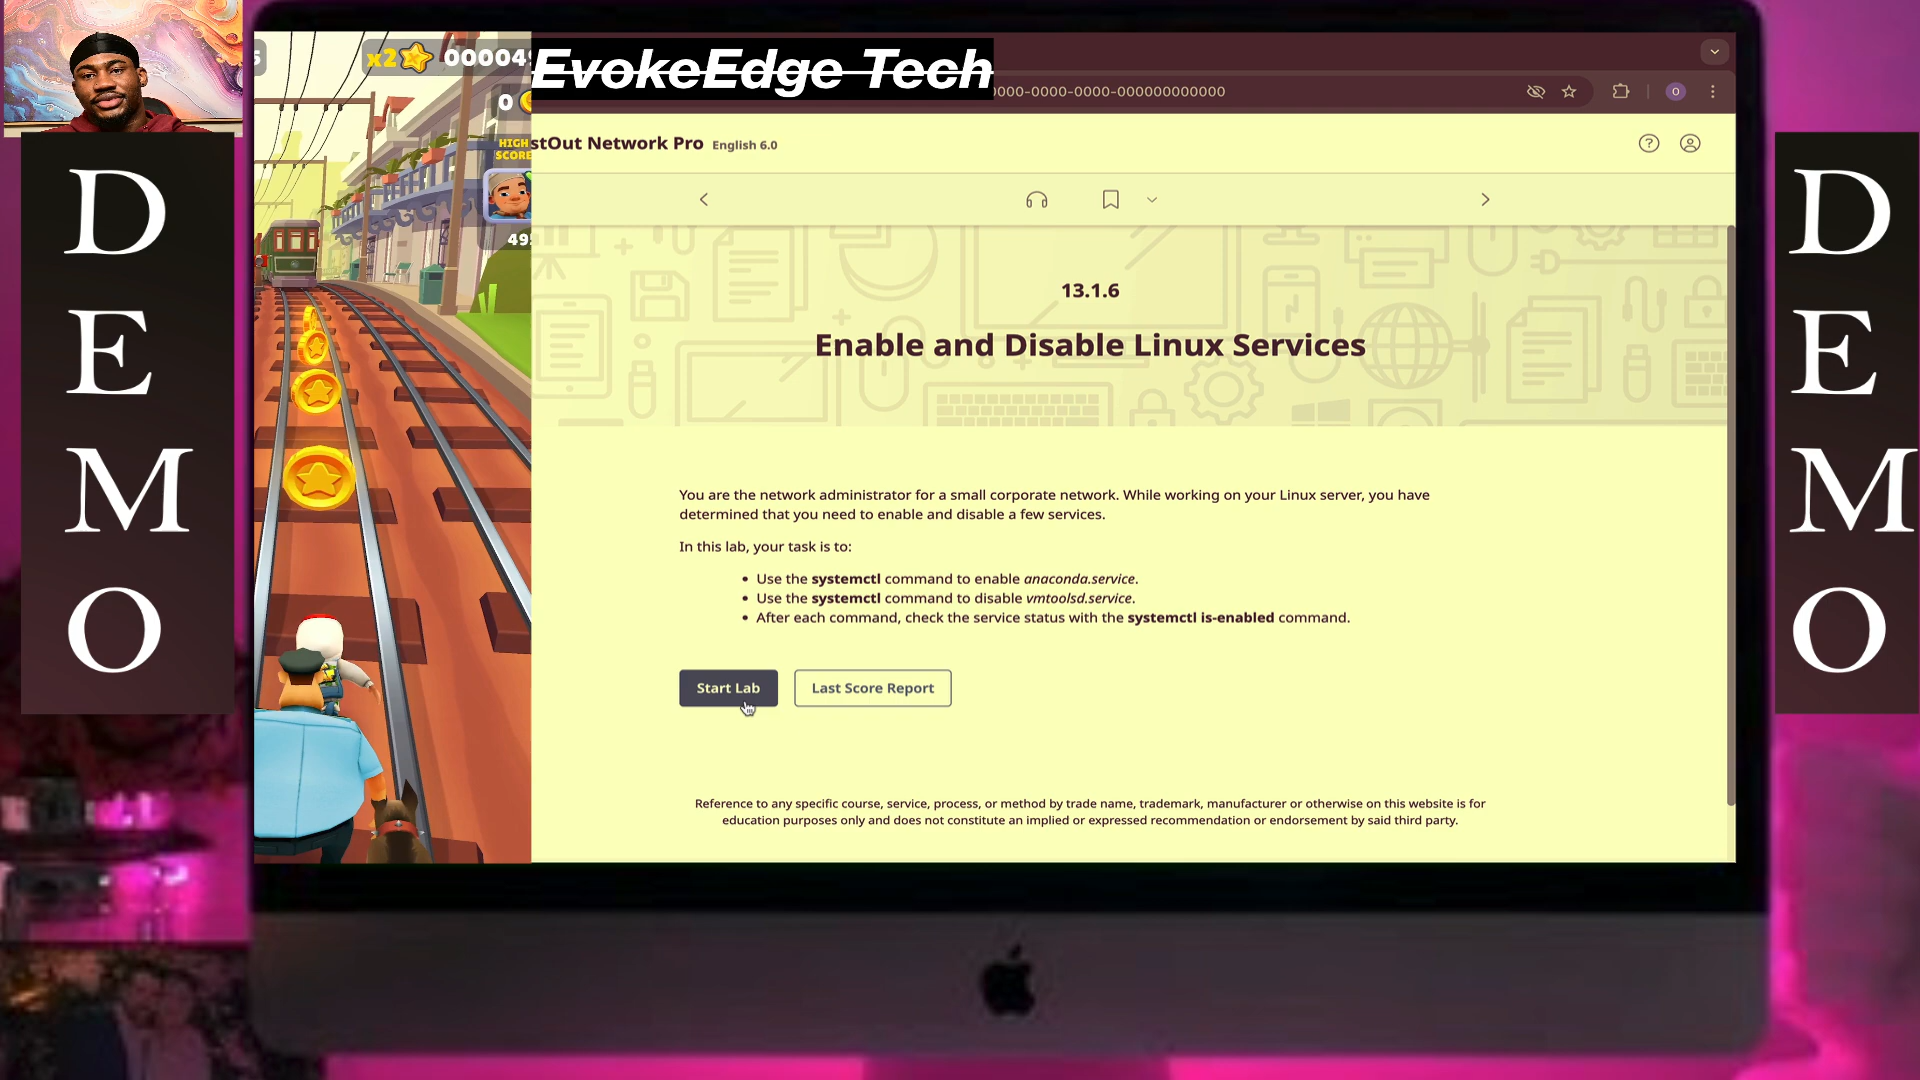 D
E
M
O
x2
0
HIGH
SCORE
EvokeEdge Tech
0000-0000-0000-000000000000
O
stOut Network Pro English 6.0
13.1.6
Enable and Disable Linux Services
You are the network administrator for a small corporate network. While working on your Linux server, you have
determined that you need to enable and disable a few services.
In this lab, your task is to:
• Use the systemctl command to enable anaconda.service.
• Use the systemctl command to disable vmtoolsd.service.
• After each command, check the service status with the systemctl is-enabled command.
Start Lab
Last Score Report
Reference to any specific course, service, process, or method by trade name, trademark, manufacturer or otherwise on this website is for
education purposes only and does not constitute an implied or expressed recommendation or endorsement by said third party.
D
E
M
O